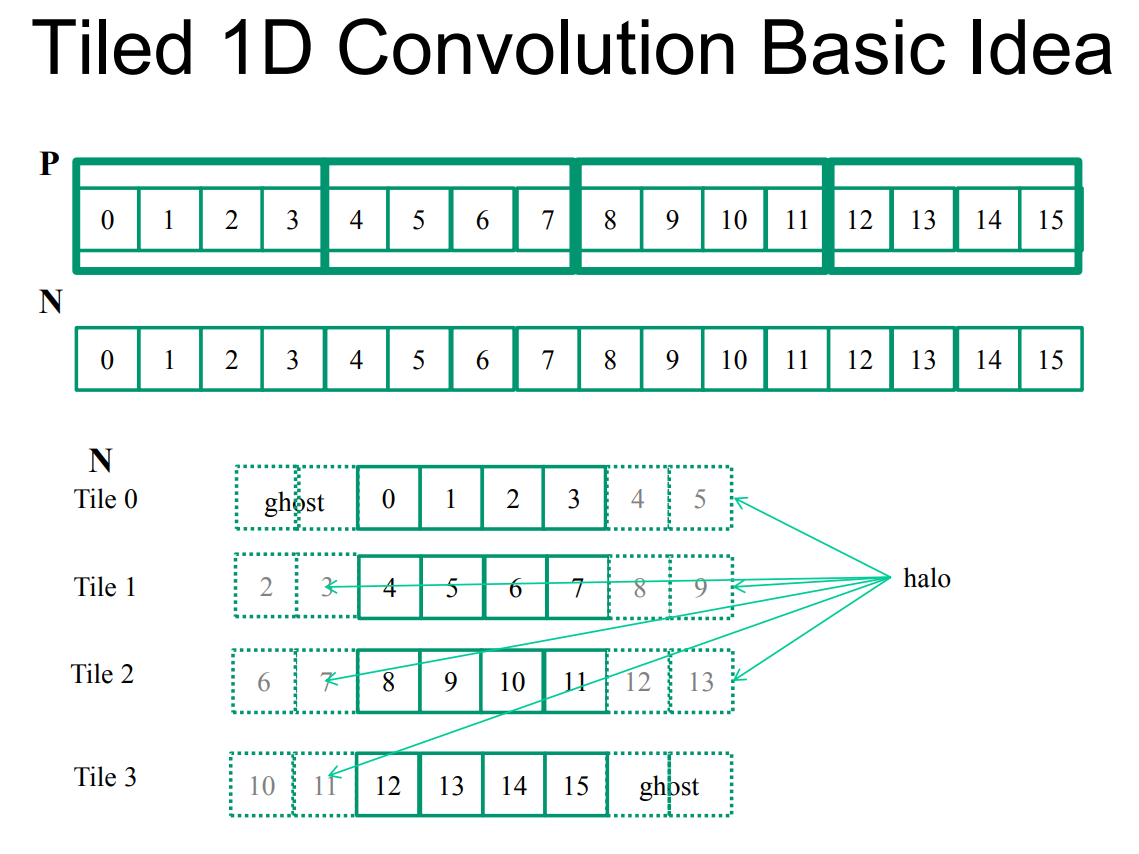 Tiled 1D Convolution Basic Idea
P
0 1 2 3 4 5 6 7 8 9 10 11 12 13 14 15
N
0 1 2 3 4 5 6 7 8 9 10 11 12 13 14 15
N
Tile 0 ghost 0 1 2 3 4 5
Tile 1 2 3 4 5 6 7 8 9 halo
Tile 2 6 7 8 9 10 11 12 13
Tile 3 10 11 12 13 14 15 ghost